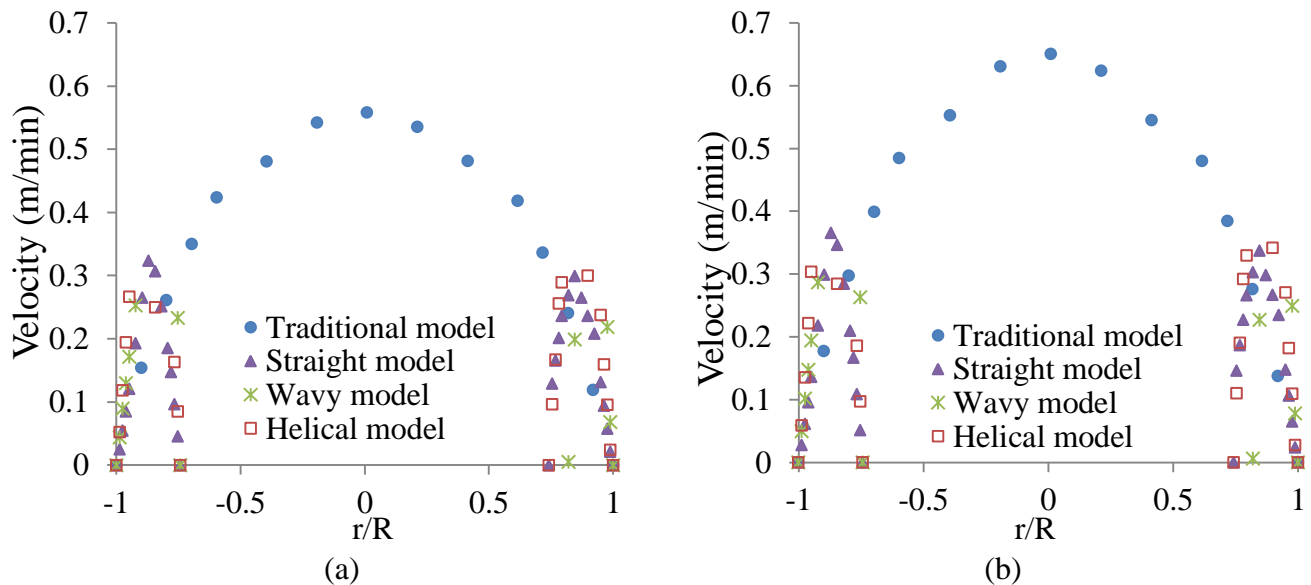 0.7
0.6
0.5
0.4
0.3
0.2
0.1
0
Velocity (m/min)
Traditional model
Straight model
Wavy model
Helical model
-1
-0.5
0
0.5
1
r/R
(a)
0.7
0.6
0.5
0.4
0.3
0.2
0.1
0
Velocity (m/min)
Traditional model
Straight model
Wavy model
Helical model
-1
-0.5
0
0.5
1
r/R
(b)